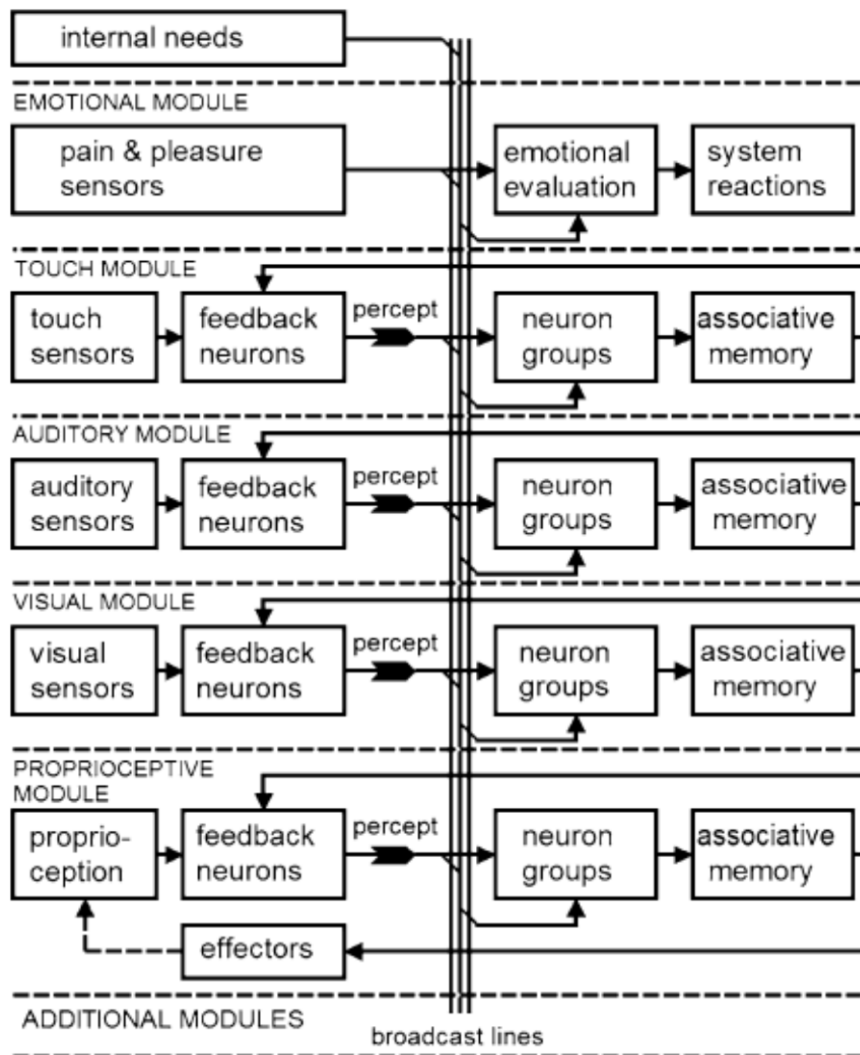 internal needs
EMOTIONAL MODULE
pain & pleasure
sensors
emotional
evaluation
system
reactions
TOUCH MODULE
touch
sensors
feedback
neurons
percept
neuron
groups
associative
memory
AUDITORY MODULE
auditory
sensors
feedback
neurons
percept
neuron
groups
associative
memory
VISUAL MODULE
visual
sensors
feedback
neurons
percept
neuron
groups
associative
memory
PROPRIOCEPTIVE
MODULE
proprio-
ception
feedback
neurons
percept
neuron
groups
associative
memory
effectors
ADDITIONAL MODULES
broadcast lines